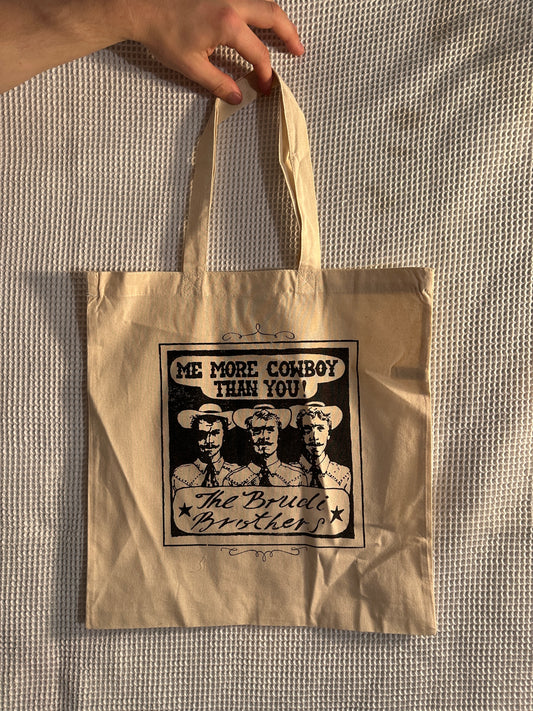 ME MORE COWBOY
THAN YOU!
The Brudi
Brothers